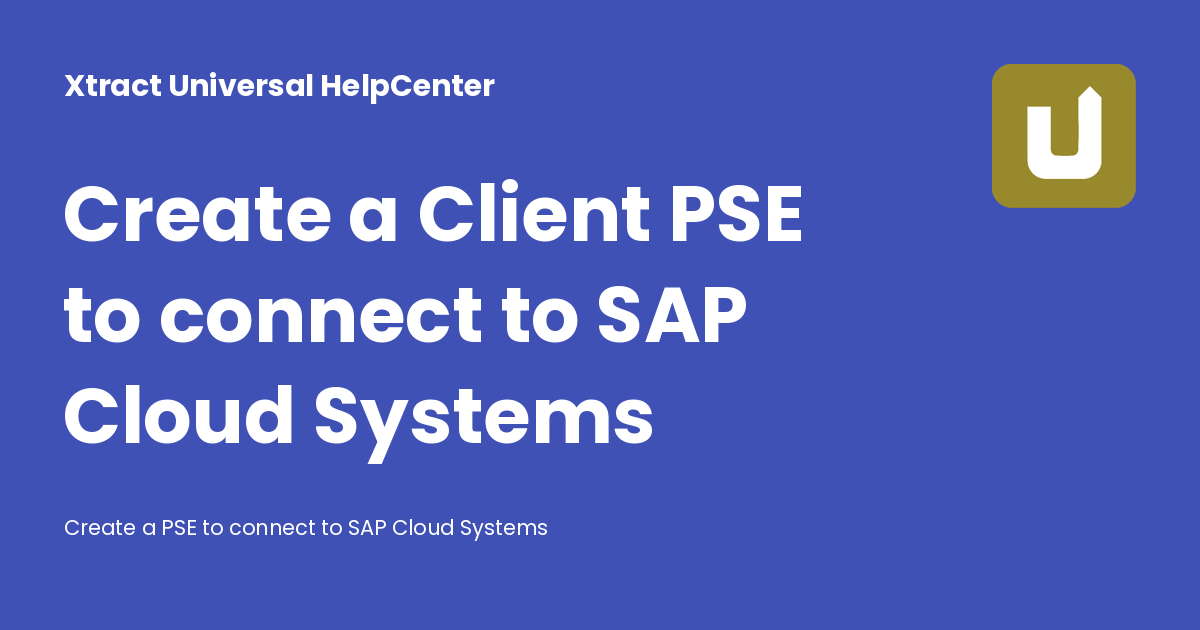 Xtract Universal HelpCenter
Create a Client PSE
to connect to SAP
Cloud Systems
Create a PSE to connect to SAP Cloud Systems